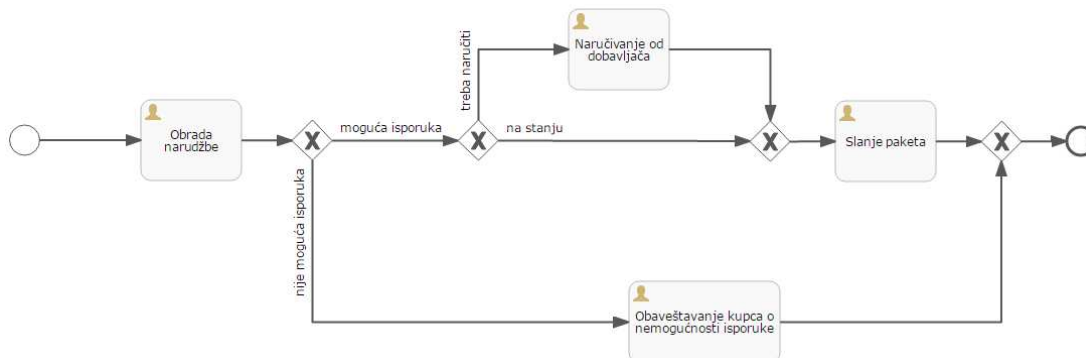 Naručivanje od
dobavljača
treba naručiti
Obrada
narudžbe
moguća isporuka
na stanju
Slanje paketa
nije moguća isporuka
Obaveštavanje kupca o
nemogućnosti isporuke